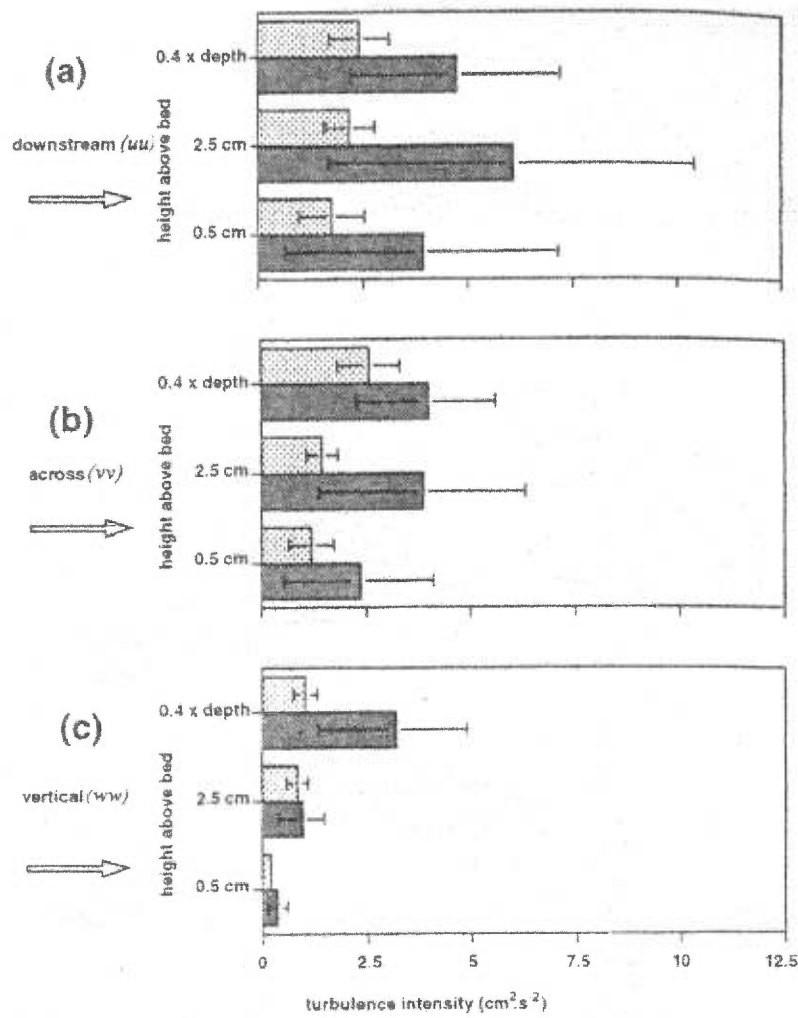 (a)
downstream (uu)
height above bed
0.4 x depth
2.5 cm
0.5 cm
(b)
across (vv)
height above bed
0.4 x depth
2.5 cm
0.5 cm
(c)
vertical (ww)
height above bed
0.4 x depth
2.5 cm
0.5 cm
0 2.5 5 7.5 10 12.5
turbulence intensity (cm².s⁻²)